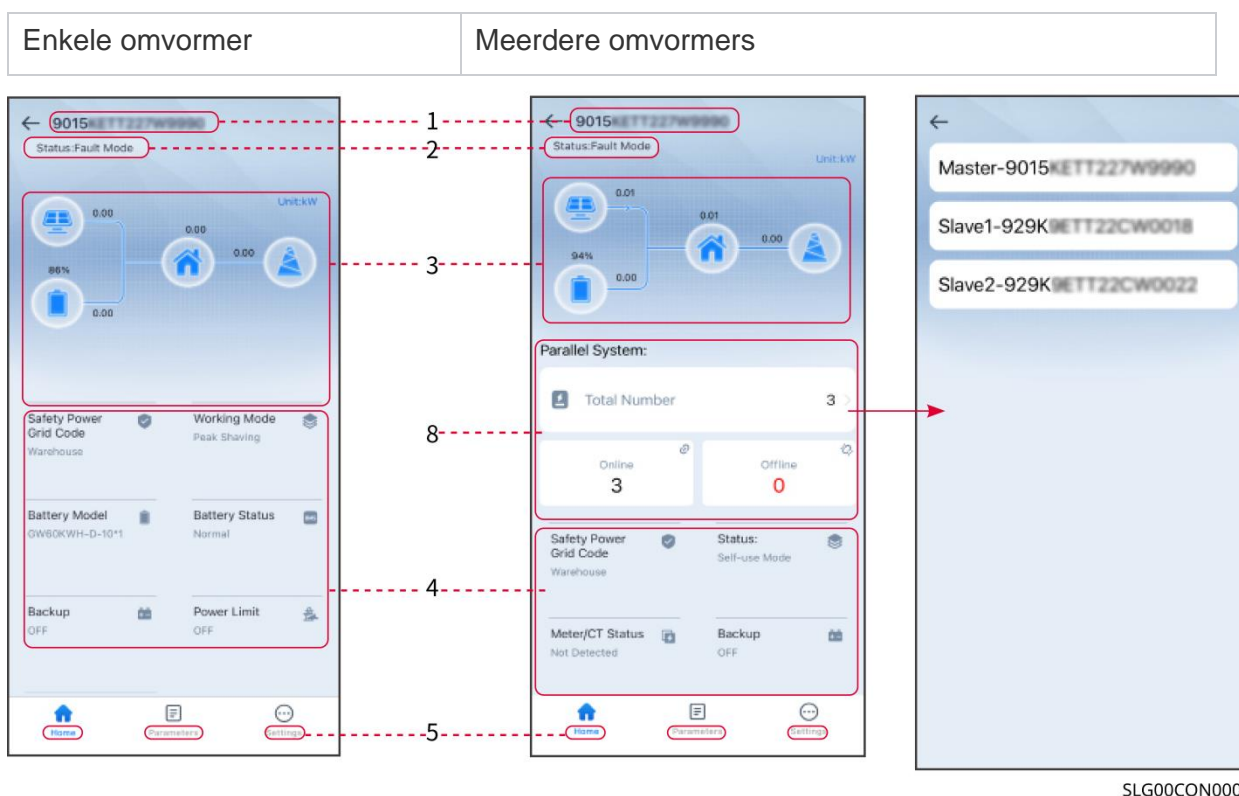 Enkele omvormer
Meerdere omvormers
9015
Status:Fault Mode
Unit:kW
0.00
0.00
0.00
86%
0.00
Safety Power
Grid Code
Warehouse
Working Mode
Peak Shaving
Battery Model
GW60KWH-D-10*1
Battery Status
Normal
Backup
OFF
Power Limit
OFF
Home
Parameters
Settings
1
2
3
8
4
5
9015
Status:Fault Mode
Unit:kW
0.01
0.01
0.00
94%
0.00
Parallel System:
Total Number
3
Online
3
Offline
0
Safety Power
Grid Code
Warehouse
Status:
Self-use Mode
Meter/CT Status
Not Detected
Backup
OFF
Home
Parameters
Settings
Master-9015KETT227W9990
Slave1-929K9ETT22CW0018
Slave2-929K9ETT22CW0022
SLG00CON000